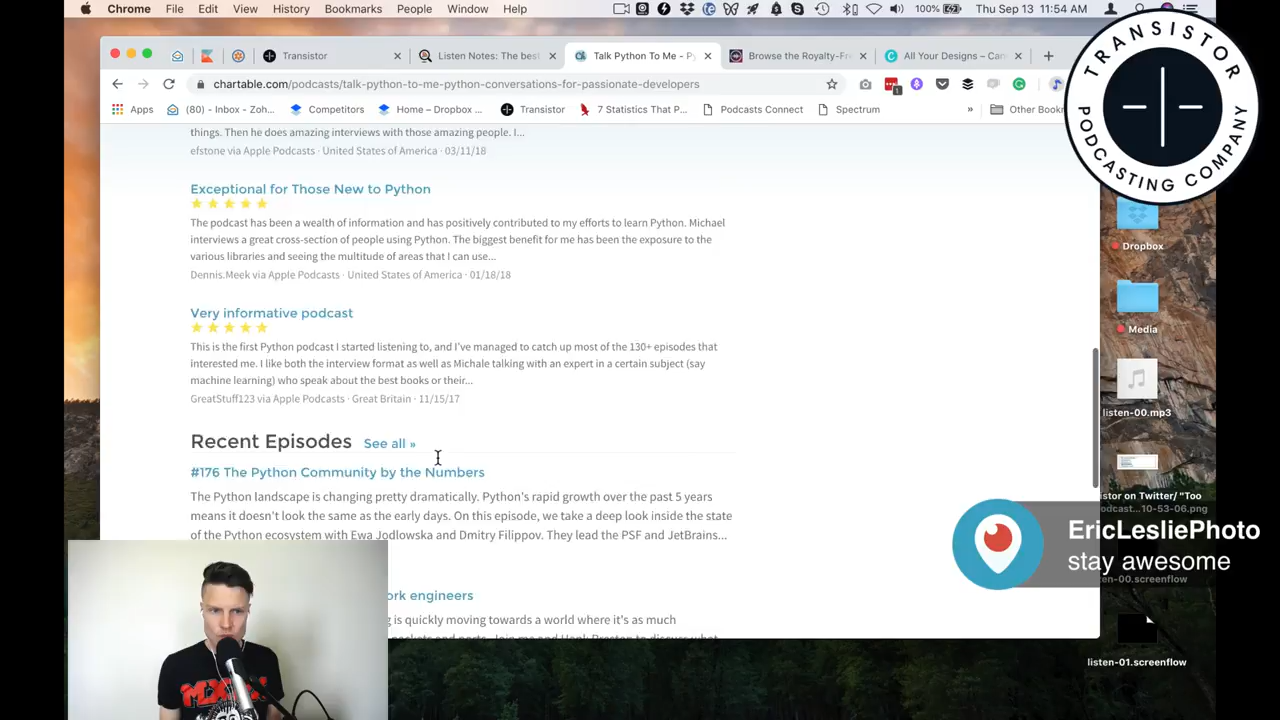 Chrome File Edit View History Bookmarks People Window Help 100% Thu Sep 13 11:54 AM
Transistor
Listen Notes: The best
Talk Python To Me - P
Browse the Royalty-Fre
All Your Designs – Can
chartable.com/podcasts/talk-python-to-me-python-conversations-for-passionate-developers
Apps (80) - Inbox - Zoh... Competitors Home – Dropbox ... Transistor 7 Statistics That P... Podcasts Connect Spectrum » Other Bookm
TRANSISTOR
PODCASTING COMPANY
things. Then he does amazing interviews with those amazing people. I...
efstone via Apple Podcasts · United States of America · 03/11/18
Exceptional for Those New to Python
The podcast has been a wealth of information and has positively contributed to my efforts to learn Python. Michael
interviews a great cross-section of people using Python. The biggest benefit for me has been the exposure to the
various libraries and seeing the multitude of areas that I can use...
Dennis.Meek via Apple Podcasts · United States of America · 01/18/18
Very informative podcast
This is the first Python podcast I started listening to, and I've managed to catch up most of the 130+ episodes that
interested me. I like both the interview format as well as Michale talking with an expert in a certain subject (say
machine learning) who speak about the best books or their...
GreatStuff123 via Apple Podcasts · Great Britain · 11/15/17
Recent Episodes See all »
#176 The Python Community by the Numbers
The Python landscape is changing pretty dramatically. Python's rapid growth over the past 5 years
means it doesn't look the same as the early days. On this episode, we take a deep look inside the state
of the Python ecosystem with Ewa Jodlowska and Dmitry Filippov. They lead the PSF and JetBrains...
ork engineers
g is quickly moving towards a world where it's as much
Dropbox
Media
listen-00.mp3
istor on Twitter/ "Too
odcast...10-53-06.png
EricLesliePhoto
stay awesome
en-00.screenflow
listen-01.screenflow